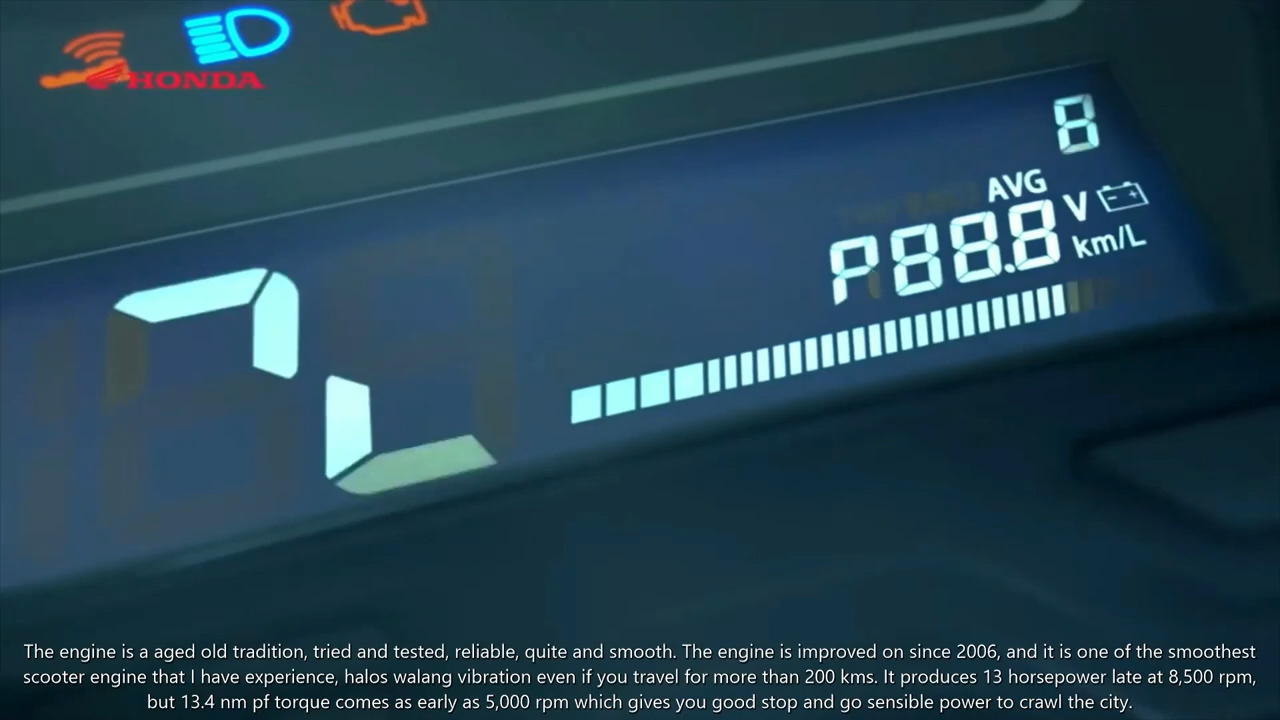 HONDA
8
AVG
P88.8 V
km/L
The engine is a aged old tradition, tried and tested, reliable, quite and smooth. The engine is improved on since 2006, and it is one of the smoothest
scooter engine that I have experience, halos walang vibration even if you travel for more than 200 kms. It produces 13 horsepower late at 8,500 rpm,
but 13.4 nm pf torque comes as early as 5,000 rpm which gives you good stop and go sensible power to crawl the city.